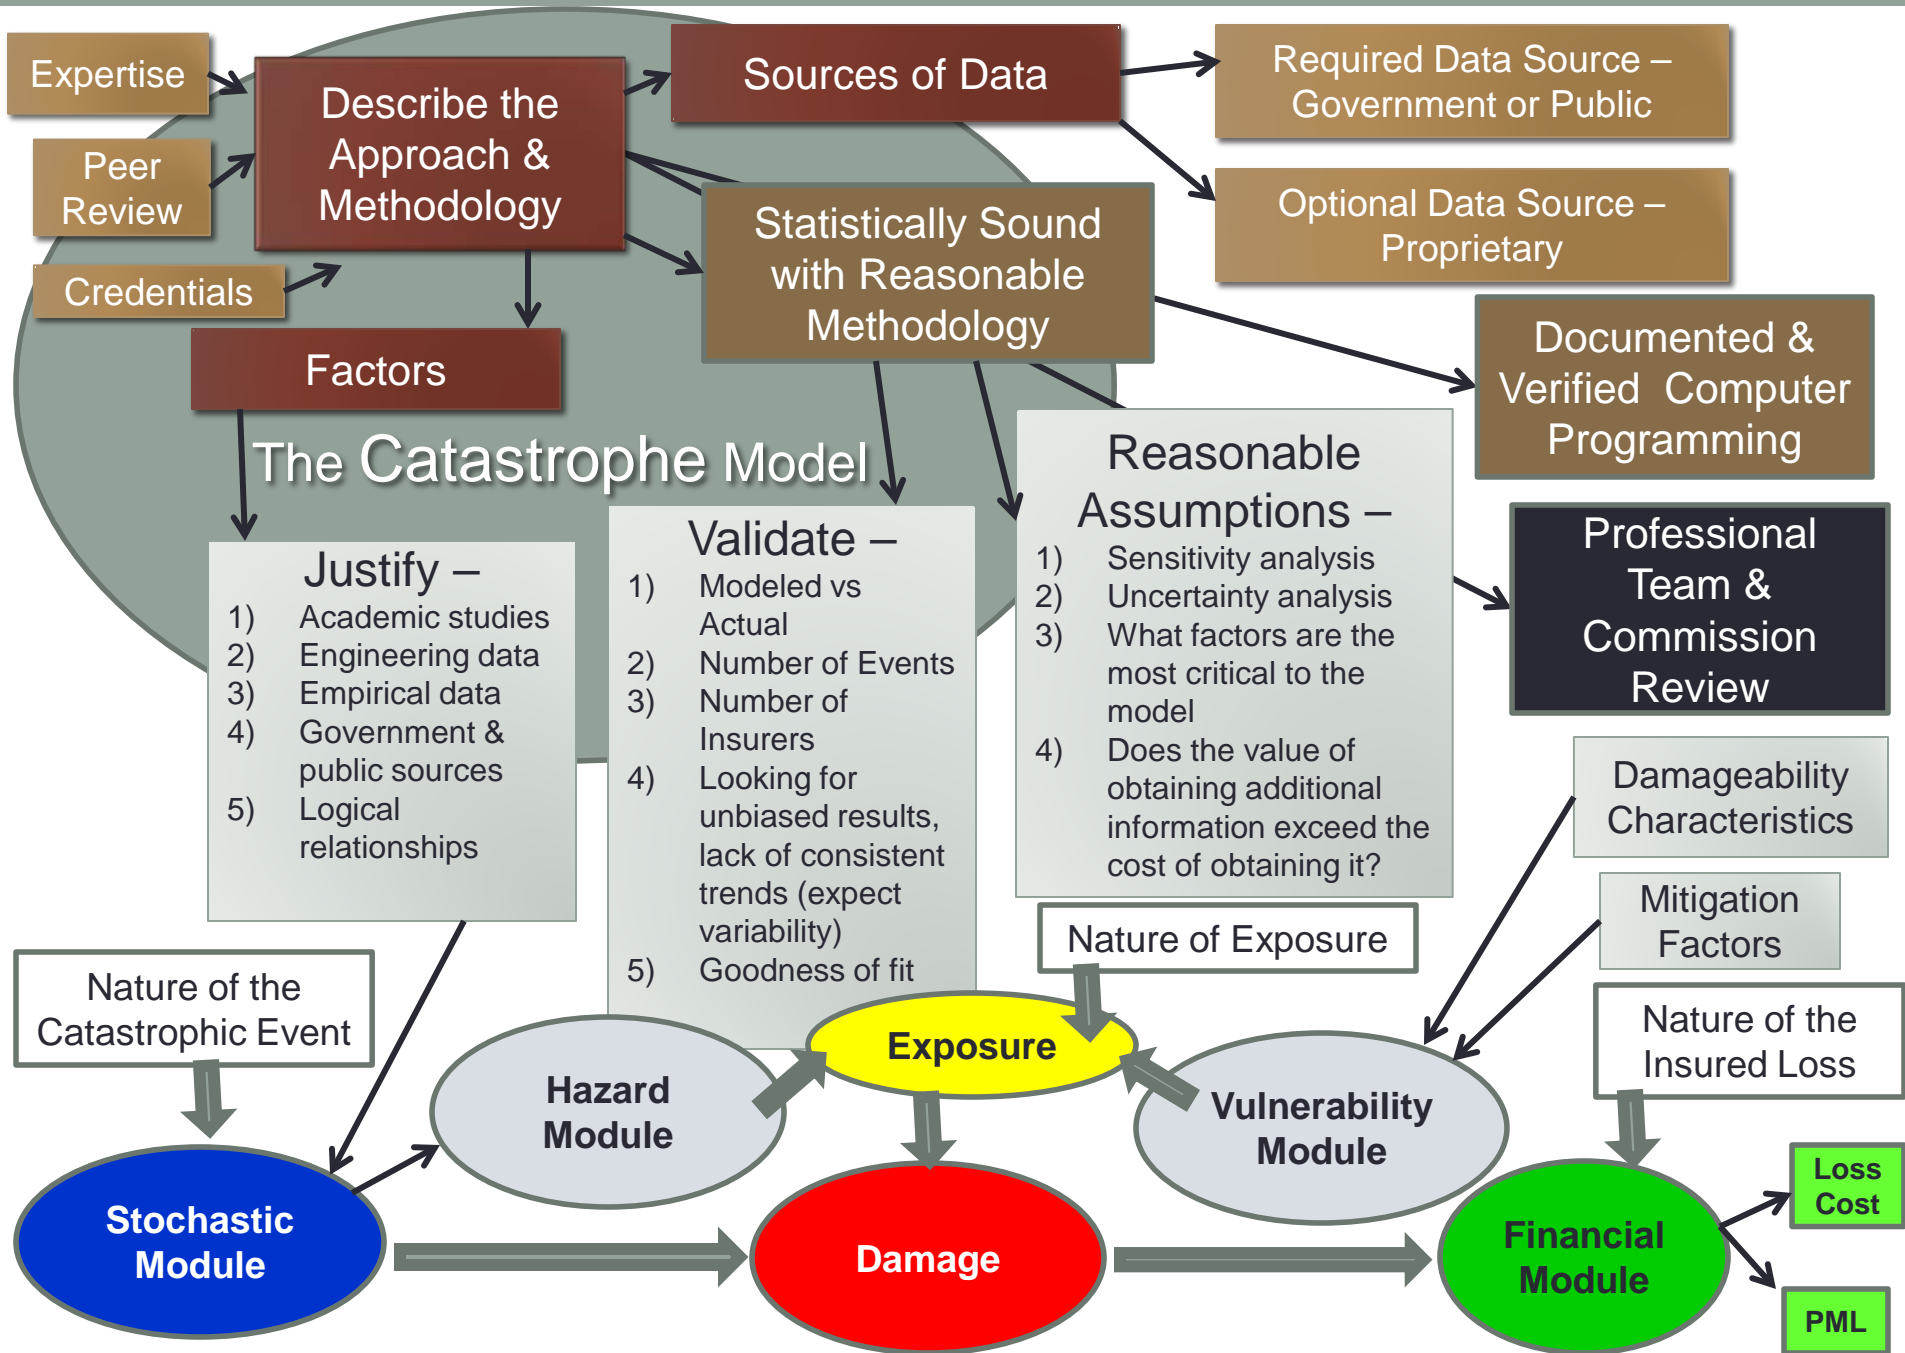 Expertise
Peer
Review
Credentials
Describe the
Approach &
Methodology
Sources of Data
Required Data Source –
Government or Public
Optional Data Source –
Proprietary
Statistically Sound
with Reasonable
Methodology
Factors
Documented &
Verified Computer
Programming
The Catastrophe Model
Justify –
1) Academic studies
2) Engineering data
3) Empirical data
4) Government &
public sources
5) Logical
relationships
Validate –
1) Modeled vs
Actual
2) Number of Events
3) Number of
Insurers
4) Looking for
unbiased results,
lack of consistent
trends (expect
variability)
5) Goodness of fit
Reasonable
Assumptions –
1) Sensitivity analysis
2) Uncertainty analysis
3) What factors are the
most critical to the
model
4) Does the value of
obtaining additional
information exceed the
cost of obtaining it?
Professional
Team &
Commission
Review
Damageability
Characteristics
Mitigation
Factors
Nature of Exposure
Nature of the
Catastrophic Event
Nature of the
Insured Loss
Exposure
Hazard
Module
Vulnerability
Module
Stochastic
Module
Damage
Financial
Module
Loss
Cost
PML